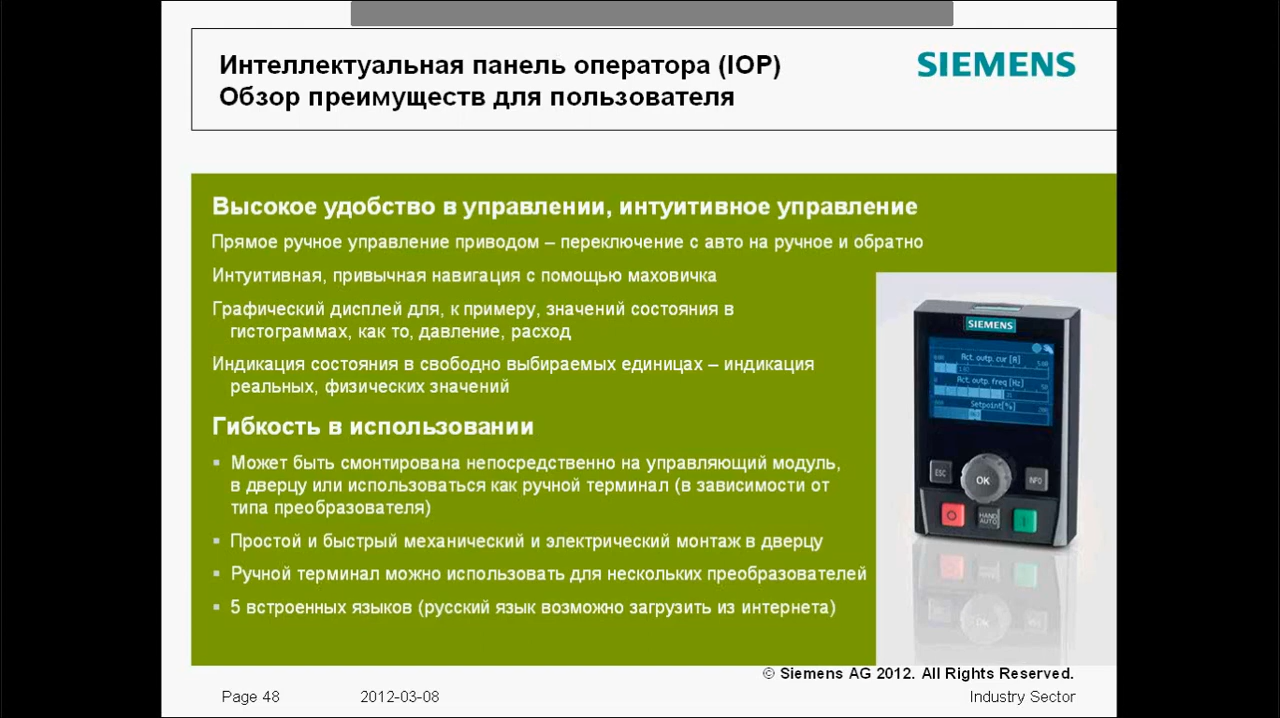 Интеллектуальная панель оператора (IOP)
Обзор преимуществ для пользователя
SIEMENS
Высокое удобство в управлении, интуитивное управление
Прямое ручное управление приводом – переключение с авто на ручное и обратно
Интуитивная, привычная навигация с помощью маховичка
Графический дисплей для, к примеру, значений состояния в
гистограммах, как то, давление, расход
Индикация состояния в свободно выбираемых единицах – индикация
реальных, физических значений
Гибкость в использовании
▪ Может быть смонтирована непосредственно на управляющий модуль,
в дверцу или использоваться как ручной терминал (в зависимости от
типа преобразователя)
▪ Простой и быстрый механический и электрический монтаж в дверцу
▪ Ручной терминал можно использовать для нескольких преобразователей
▪ 5 встроенных языков (русский язык возможно загрузить из интернета)
SIEMENS
Act. outp. cur [A]
Act. outp. freq [Hz]
Setpoint[%]
ESC
OK
INFO
HAND
AUTO
© Siemens AG 2012. All Rights Reserved.
Page 48
2012-03-08
Industry Sector